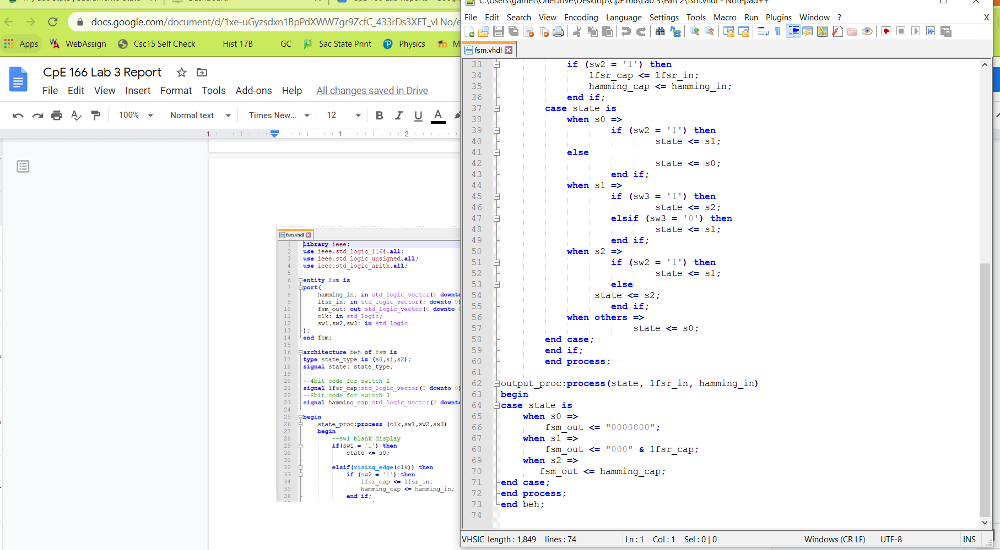 docs.google.com/document/d/1xe-uGyzsdxn1BpPdXWW7gr9ZcfC_433rDs3XET_vLNo/e
Apps WebAssign Csc15 Self Check Hist 17B GC Sac State Print Physics M
CpE 166 Lab 3 Report
File Edit View Insert Format Tools Add-ons Help All changes saved in Drive
100% Normal text Times New... 12 B I U A
1 1 2
fsm.vhdl
1 library ieee;
2 use ieee.std_logic_1164.all;
3 use ieee.std_logic_unsigned.all;
4 use ieee.std_logic_arith.all;
5
6 entity fsm is
7 port(
8 hamming_in: in std_logic_vector(6 downto
9 lfsr_in: in std_logic_vector(3 downto 0)
10 fsm_out: out std_logic_vector(6 downto
11 clk: in std_logic;
12 sw1,sw2,sw3: in std_logic
13 );
14 end fsm;
15
16 architecture beh of fsm is
17 type state_type is (s0,s1,s2);
18 signal state: state_type;
19
20 --4bit code for switch 2
21 signal lfsr_cap:std_logic_vector(3 downto 0)
22 --8bit code for switch 3
23 signal hamming_cap:std_logic_vector(6 downto
24
25 begin
26 state_proc:process (clk,sw1,sw2,sw3)
27 begin
28 --sw1 blank display
29 if(sw1 = '1') then
30 state <= s0;
31
32 elsif(rising_edge(clk)) then
33 if (sw2 = '1') then
34 lfsr_cap <= lfsr_in;
35 hamming_cap <= hamming_in;
36 end if;
C:\Users\gamer\OneDrive\Desktop\CpE166\Lab 3\Part 2\fsm.vhdl - Notepad++
File Edit Search View Encoding Language Settings Tools Macro Run Plugins Window ? X
fsm.vhdl
33 if (sw2 = '1') then
34 lfsr_cap <= lfsr_in;
35 hamming_cap <= hamming_in;
36 end if;
37 case state is
38 when s0 =>
39 if (sw2 = '1') then
40 state <= s1;
41 else
42 state <= s0;
43 end if;
44 when s1 =>
45 if (sw3 = '1') then
46 state <= s2;
47 elsif (sw3 = '0') then
48 state <= s1;
49 end if;
50 when s2 =>
51 if (sw2 = '1') then
52 state <= s1;
53 else
54 state <= s2;
55 end if;
56 when others =>
57 state <= s0;
58 end case;
59 end if;
60 end process;
61
62 output_proc:process(state, lfsr_in, hamming_in)
63 begin
64 case state is
65 when s0 =>
66 fsm_out <= "0000000";
67 when s1 =>
68 fsm_out <= "000" & lfsr_cap;
69 when s2 =>
70 fsm_out <= hamming_cap;
71 end case;
72 end process;
73 end beh;
74
VHSIC length : 1,849 lines : 74 Ln : 1 Col : 1 Sel : 0 | 0 Windows (CR LF) UTF-8 INS